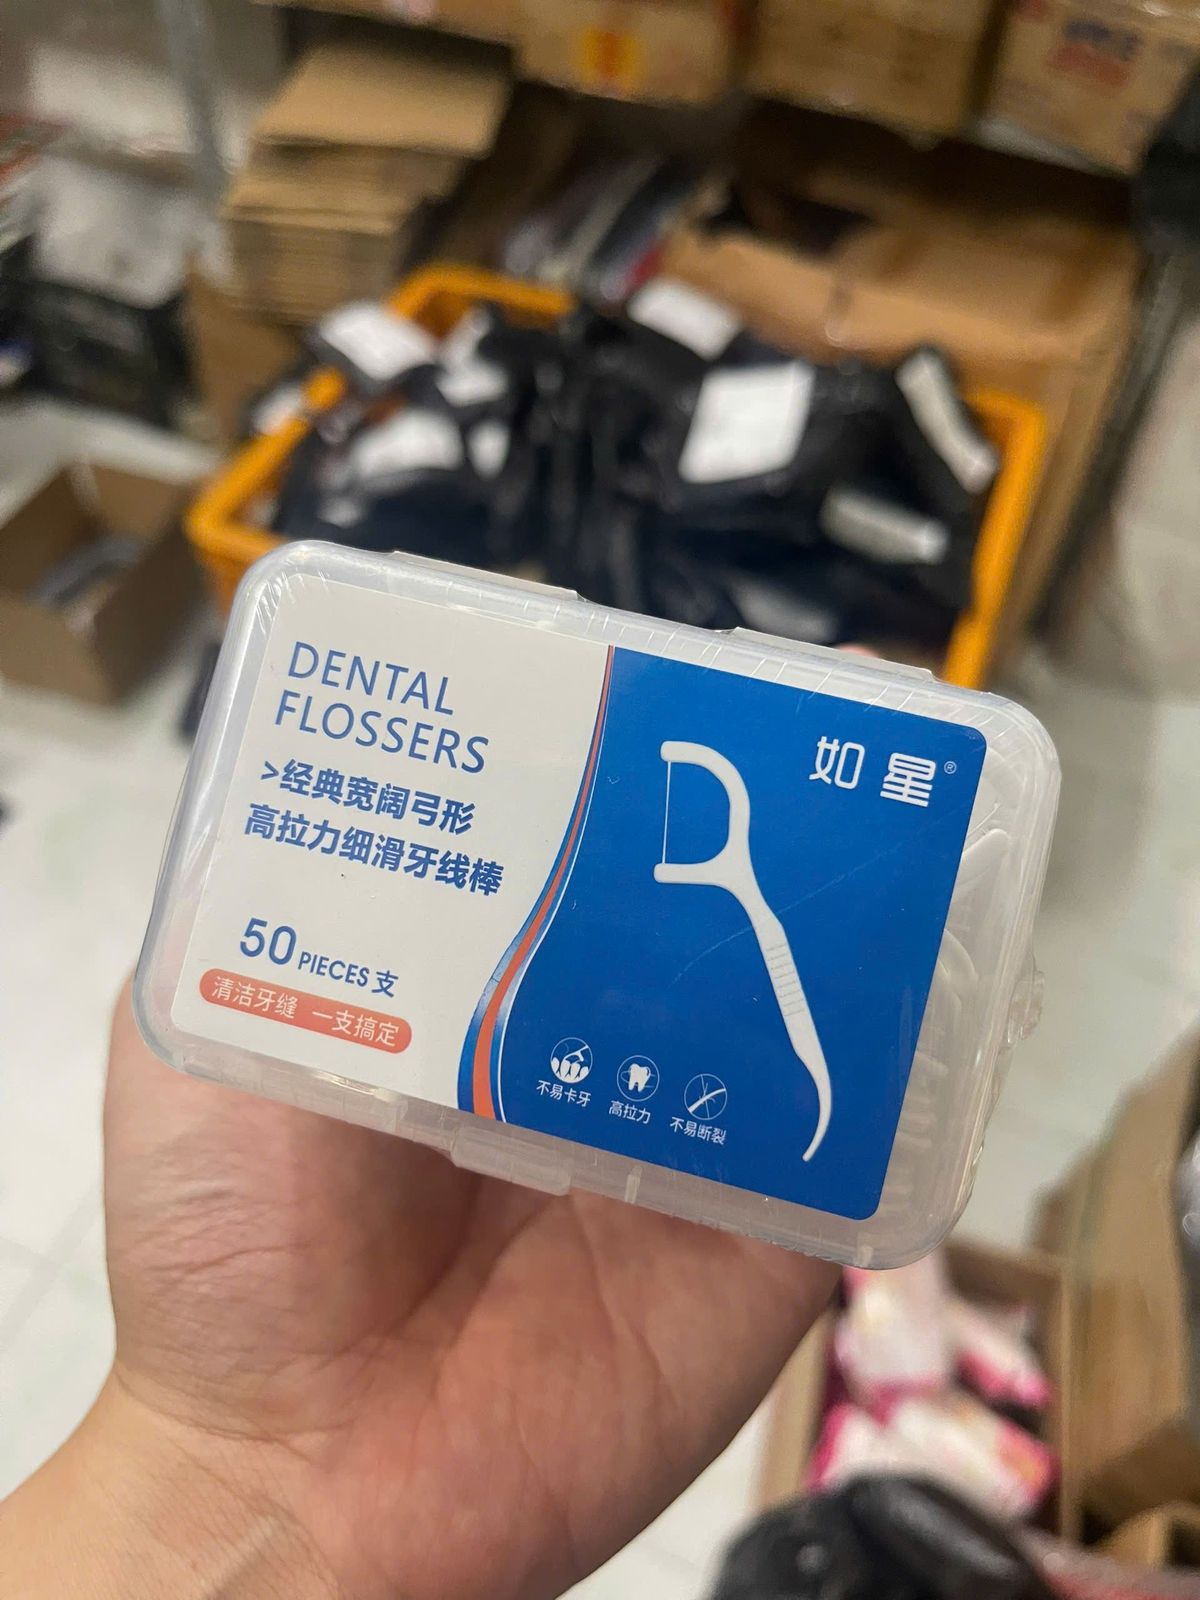 DENTAL
FLOSSERS
>经典宽阔弓形
高拉力细滑牙线棒
50 PIECES 支
清洁牙缝 一支搞定
如星®
不易卡牙
高拉力
不易断裂